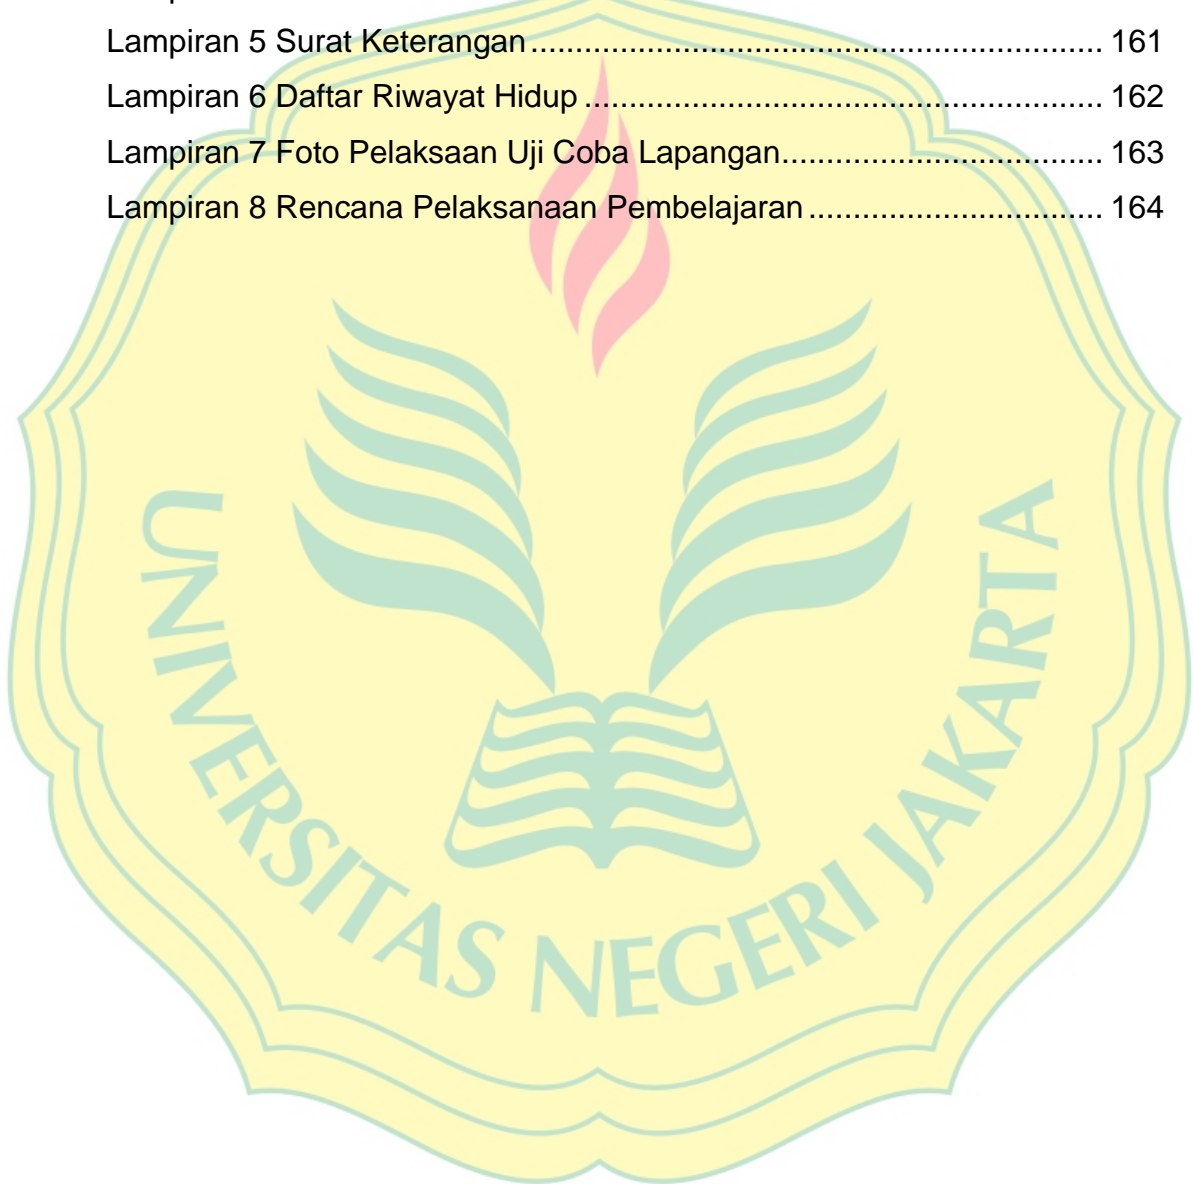 Lampiran 5 Surat Keterangan ................................................................ 161
Lampiran 6 Daftar Riwayat Hidup .......................................................... 162
Lampiran 7 Foto Pelaksaan Uji Coba Lapangan.................................... 163
Lampiran 8 Rencana Pelaksanaan Pembelajaran ................................. 164
UNIVERSITAS NEGERI JAKARTA